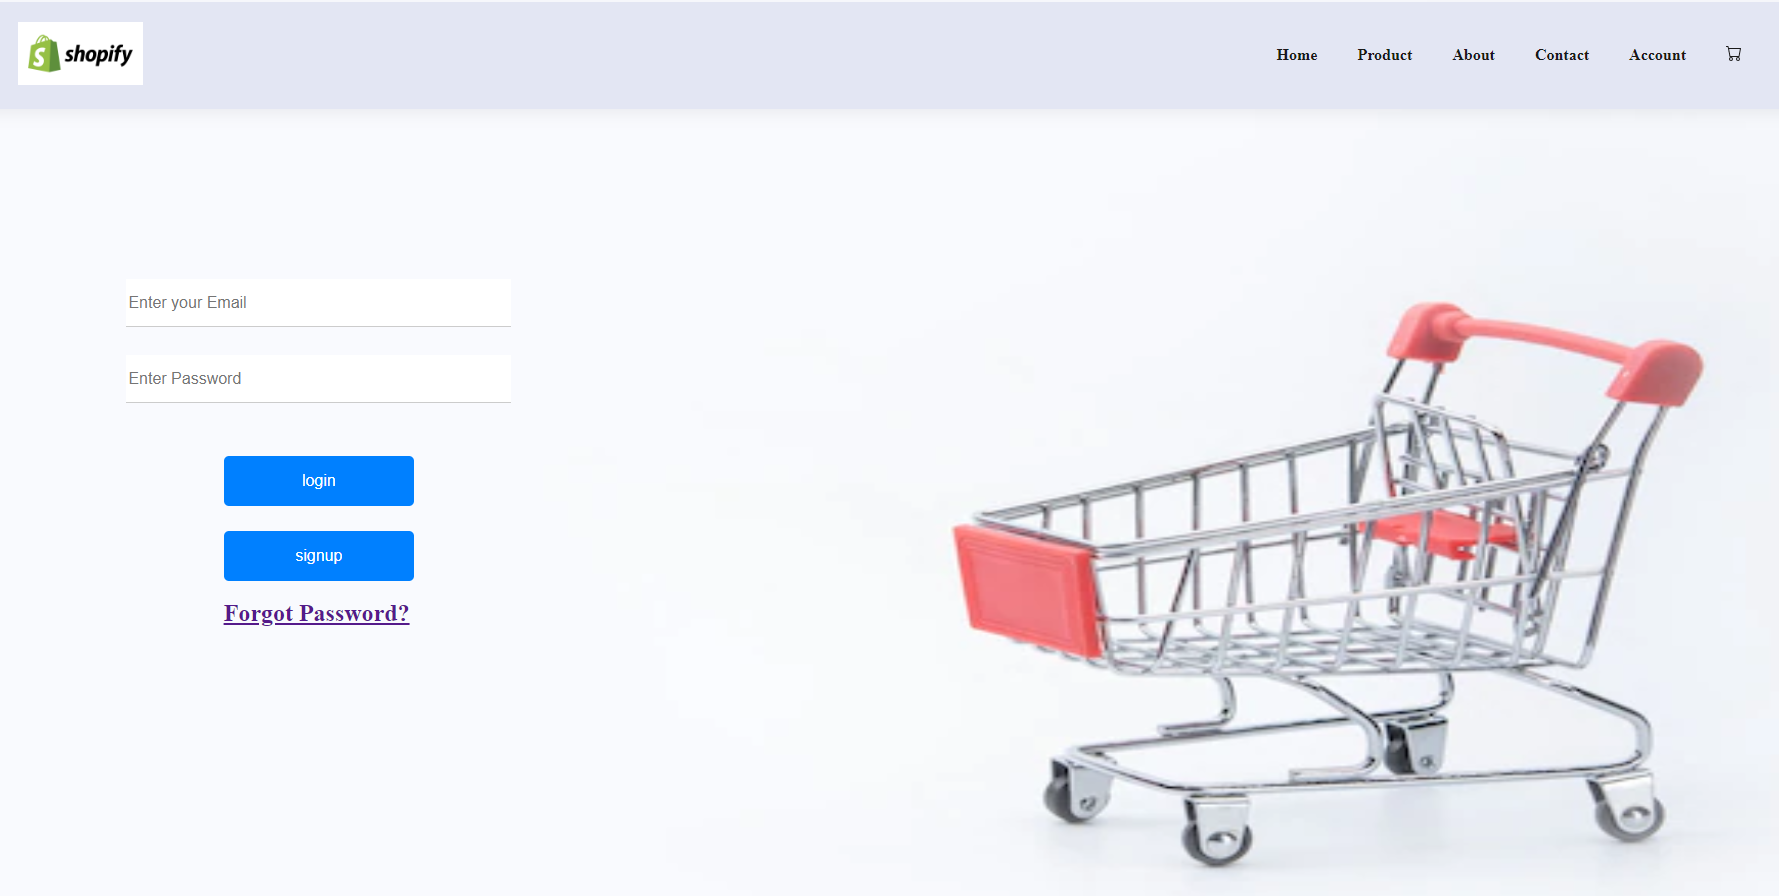 shopify
Home Product About Contact Account
Enter your Email
Enter Password
login
signup
Forgot Password?